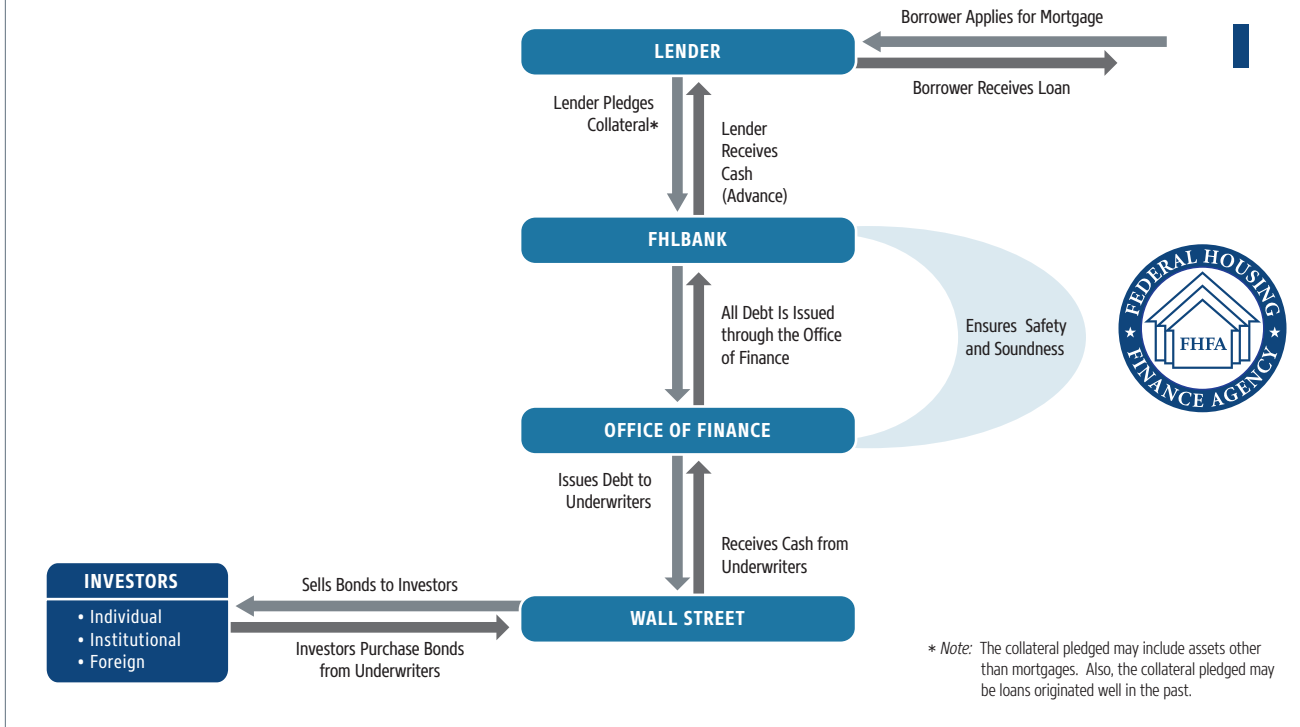 Borrower Applies for Mortgage
LENDER
Borrower Receives Loan
Lender Pledges
Collateral*
Lender
Receives
Cash
(Advance)
FHLBANK
All Debt Is Issued
through the Office
of Finance
Ensures Safety
and Soundness
FEDERAL HOUSING
FHFA
FINANCE AGENCY
OFFICE OF FINANCE
Issues Debt to
Underwriters
Receives Cash from
Underwriters
INVESTORS
• Individual
• Institutional
• Foreign
Sells Bonds to Investors
Investors Purchase Bonds
from Underwriters
WALL STREET
* Note: The collateral pledged may include assets other
than mortgages. Also, the collateral pledged may
be loans originated well in the past.